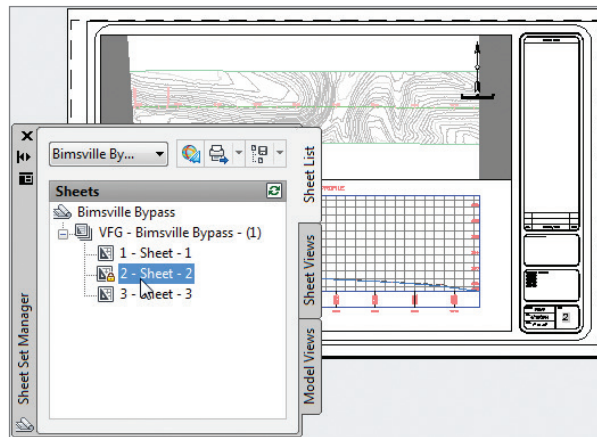 Bimsville By...
Sheets
Bimsville Bypass
VFG - Bimsville Bypass - (1)
1 - Sheet - 1
2 - Sheet - 2
3 - Sheet - 3
Sheet List
Sheet Views
Model Views
Sheet Set Manager
2